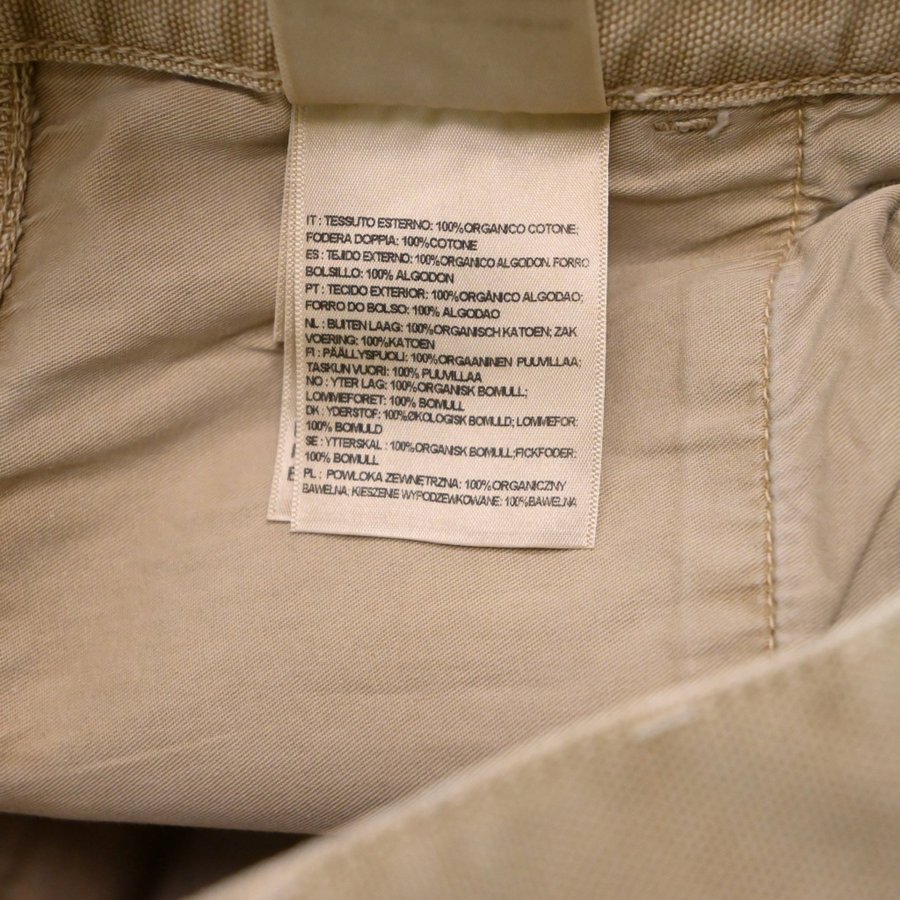 IT : TESSUTO ESTERNO: 100%ORGANICO COTONE;
FODERA DOPPIA: 100%COTONE
ES : TEJIDO EXTERNO: 100%ORGANICO ALGODON. FORRO
BOLSILLO: 100% ALGODON
PT : TECIDO EXTERIOR: 100%ORGÂNICO ALGODAO;
FORRO DO BOLSO: 100% ALGODAO
NL : BUITEN LAAG: 100%ORGANISCH KATOEN; ZAK
VOERING: 100%KATOEN
FI : PÄÄLLYSPUOLI: 100%ORGAANINEN PUUVILLAA;
TASKUN VUORI: 100% PUUVILLAA
NO : YTER LAG: 100%ORGANISK BOMULL;
LOMMEFORET: 100% BOMULL
DK : YDERSTOF: 100%ØKOLOGISK BOMULD; LOMMEFOR:
100% BOMULD
SE : YTTERSKAL : 100%ORGANISK BOMULL;FICKFODER:
100% BOMULL
PL : POWLOKA ZEWNĘTRZNA: 100%ORGANICZNY
BAWELNA; KIESZENIE WYPODZEWKOWANE: 100%BAWELNA